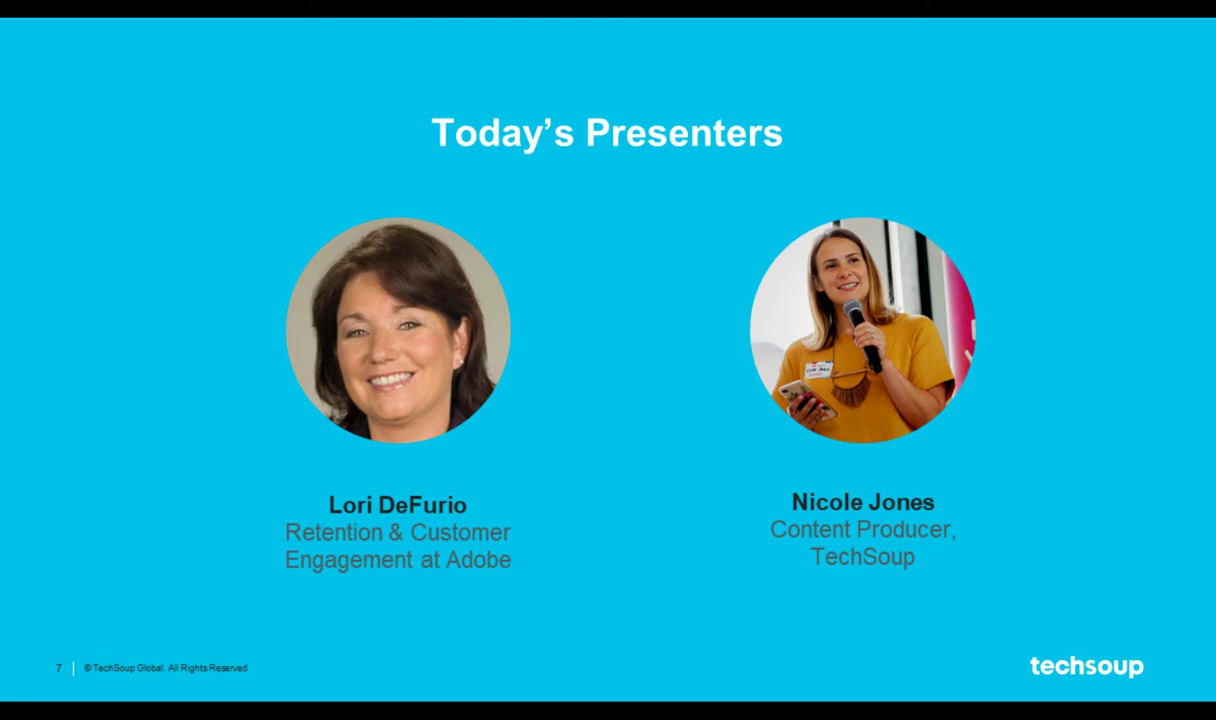 Today's Presenters
Lori DeFurio
Retention & Customer
Engagement at Adobe
Nicole Jones
Content Producer,
TechSoup
7
© TechSoup Global. All Rights Reserved.
techsoup